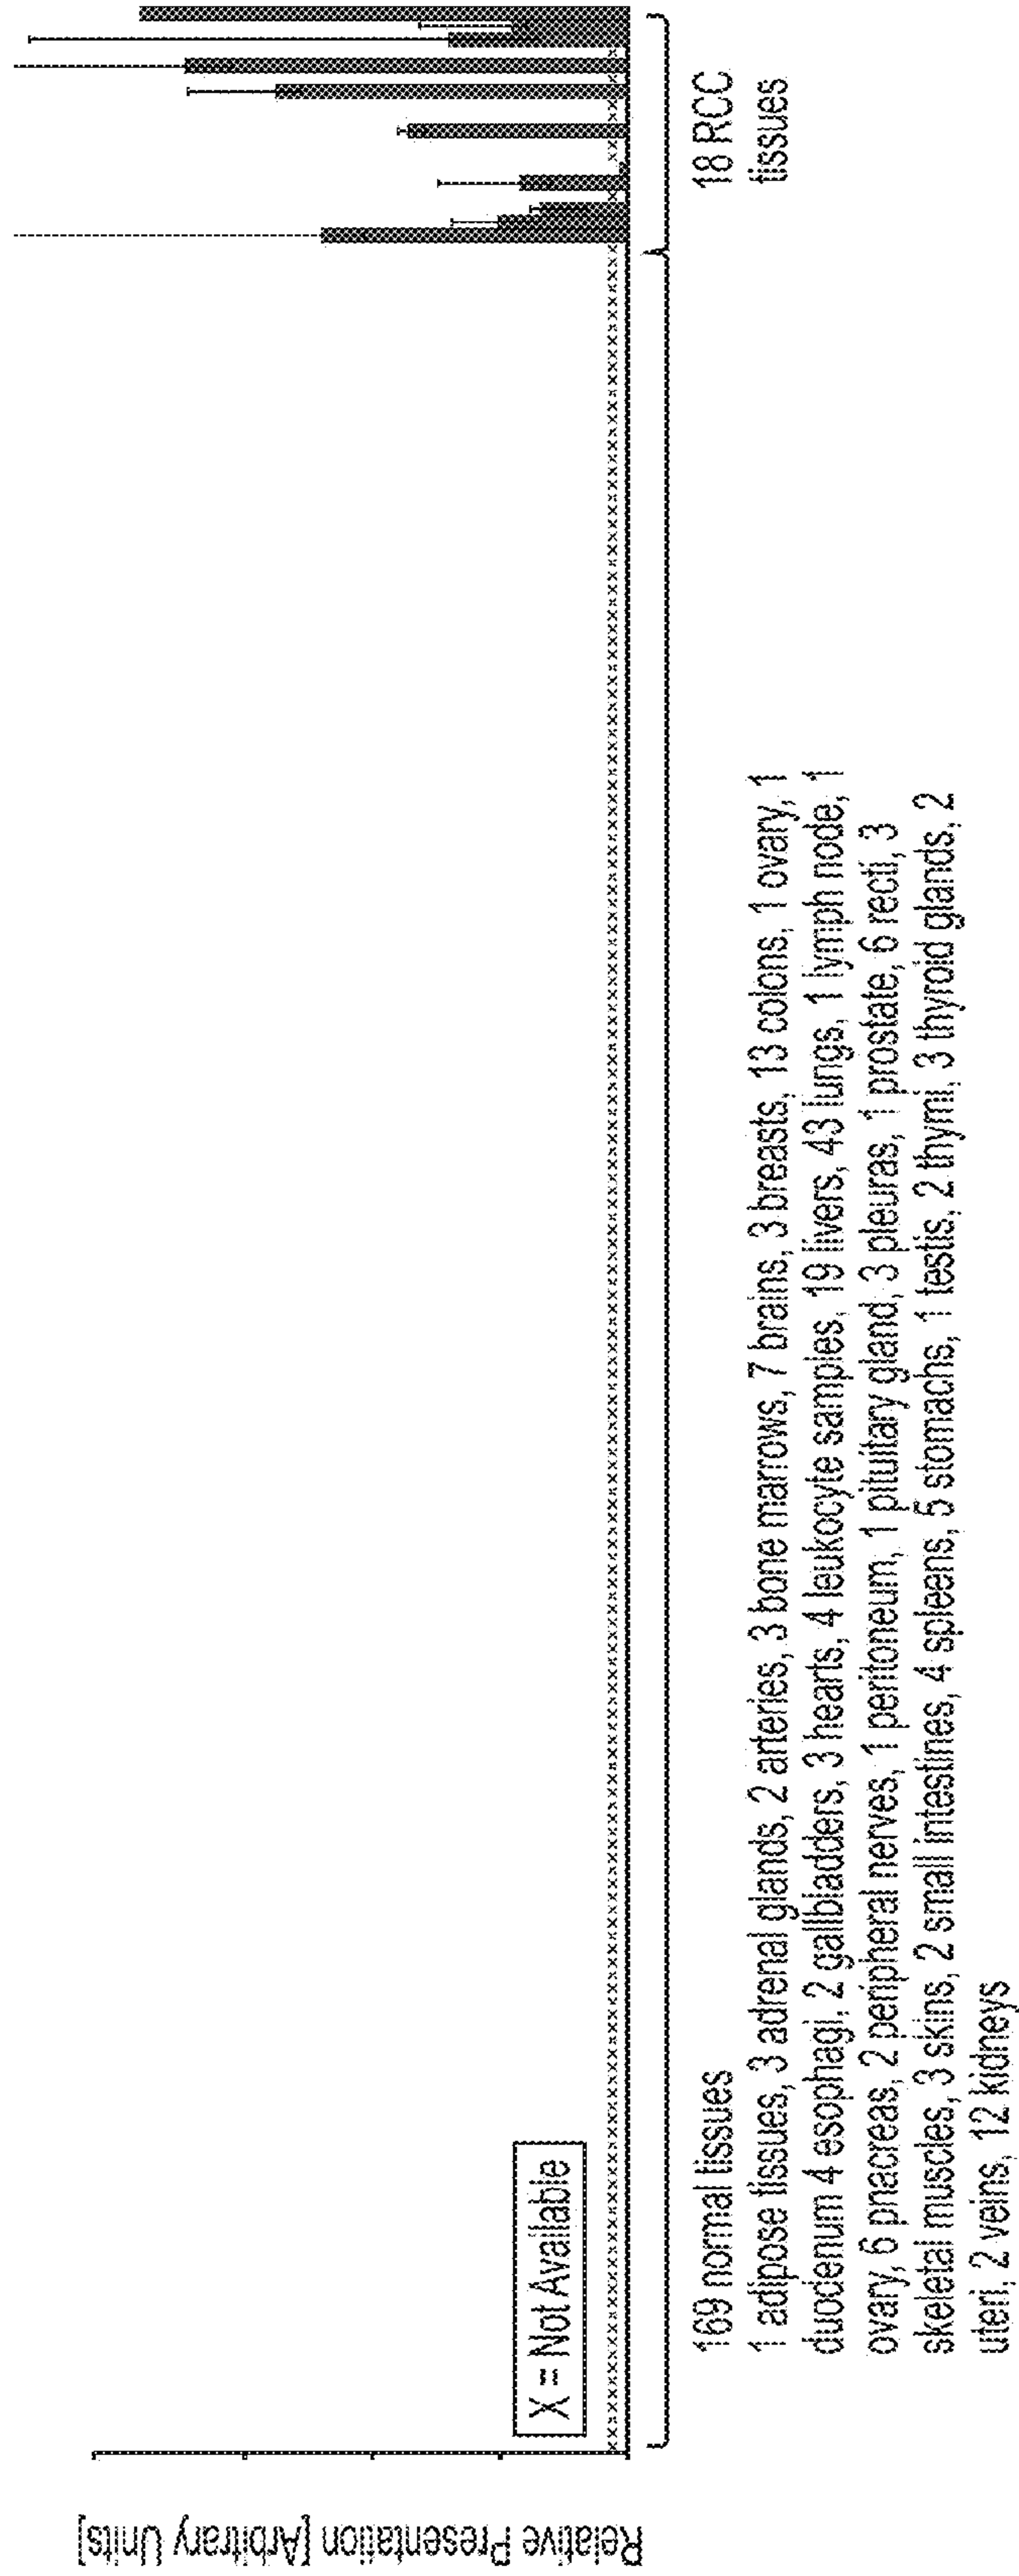 Relative Presentation [Arbitrary Units]
X = Not Available
169 normal tissues
1 adipose tissues, 3 adrenal glands, 2 arteries, 3 bone marrows, 7 brains, 3 breasts, 13 colons, 1 ovary, 1
duodenum 4 esophagi, 2 gallbladders, 3 hearts, 4 leukocyte samples, 19 livers, 43 lungs, 1 lymph node, 1
ovary, 6 pnacreas, 2 peripheral nerves, 1 peritoneum, 1 pituitary gland, 3 pleuras, 1 prostate, 6 recti, 3
skeletal muscles, 3 skins, 2 small intestines, 4 spleens, 5 stomachs, 1 testis, 2 thymi, 3 thyroid glands, 2
uteri, 2 veins, 12 kidneys
18 RCC
tissues